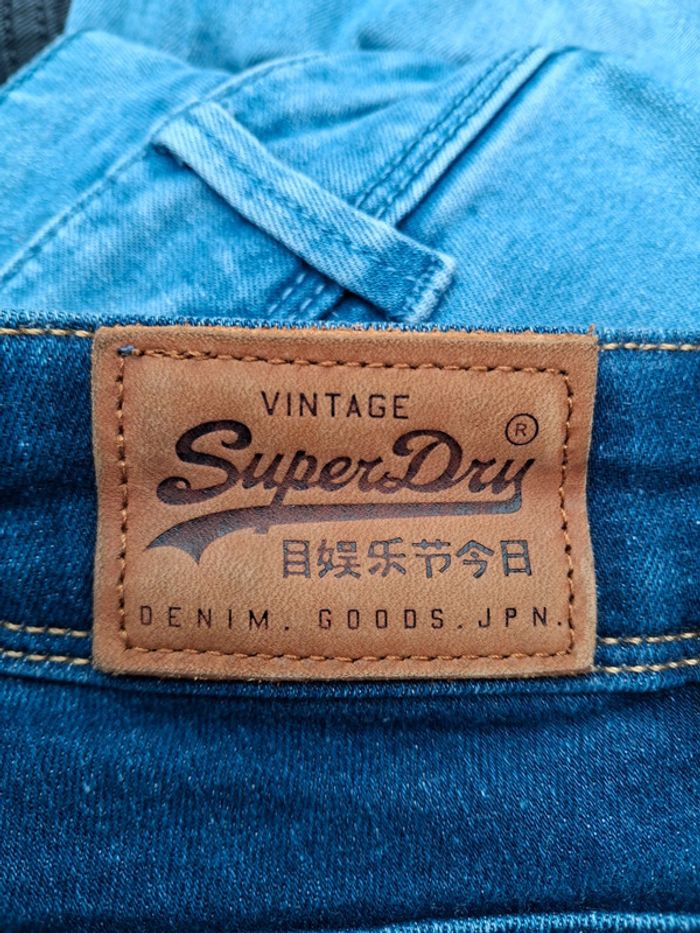 VINTAGE
SuperDry ®
目娱乐节今日
DENIM. GOODS. JPN.